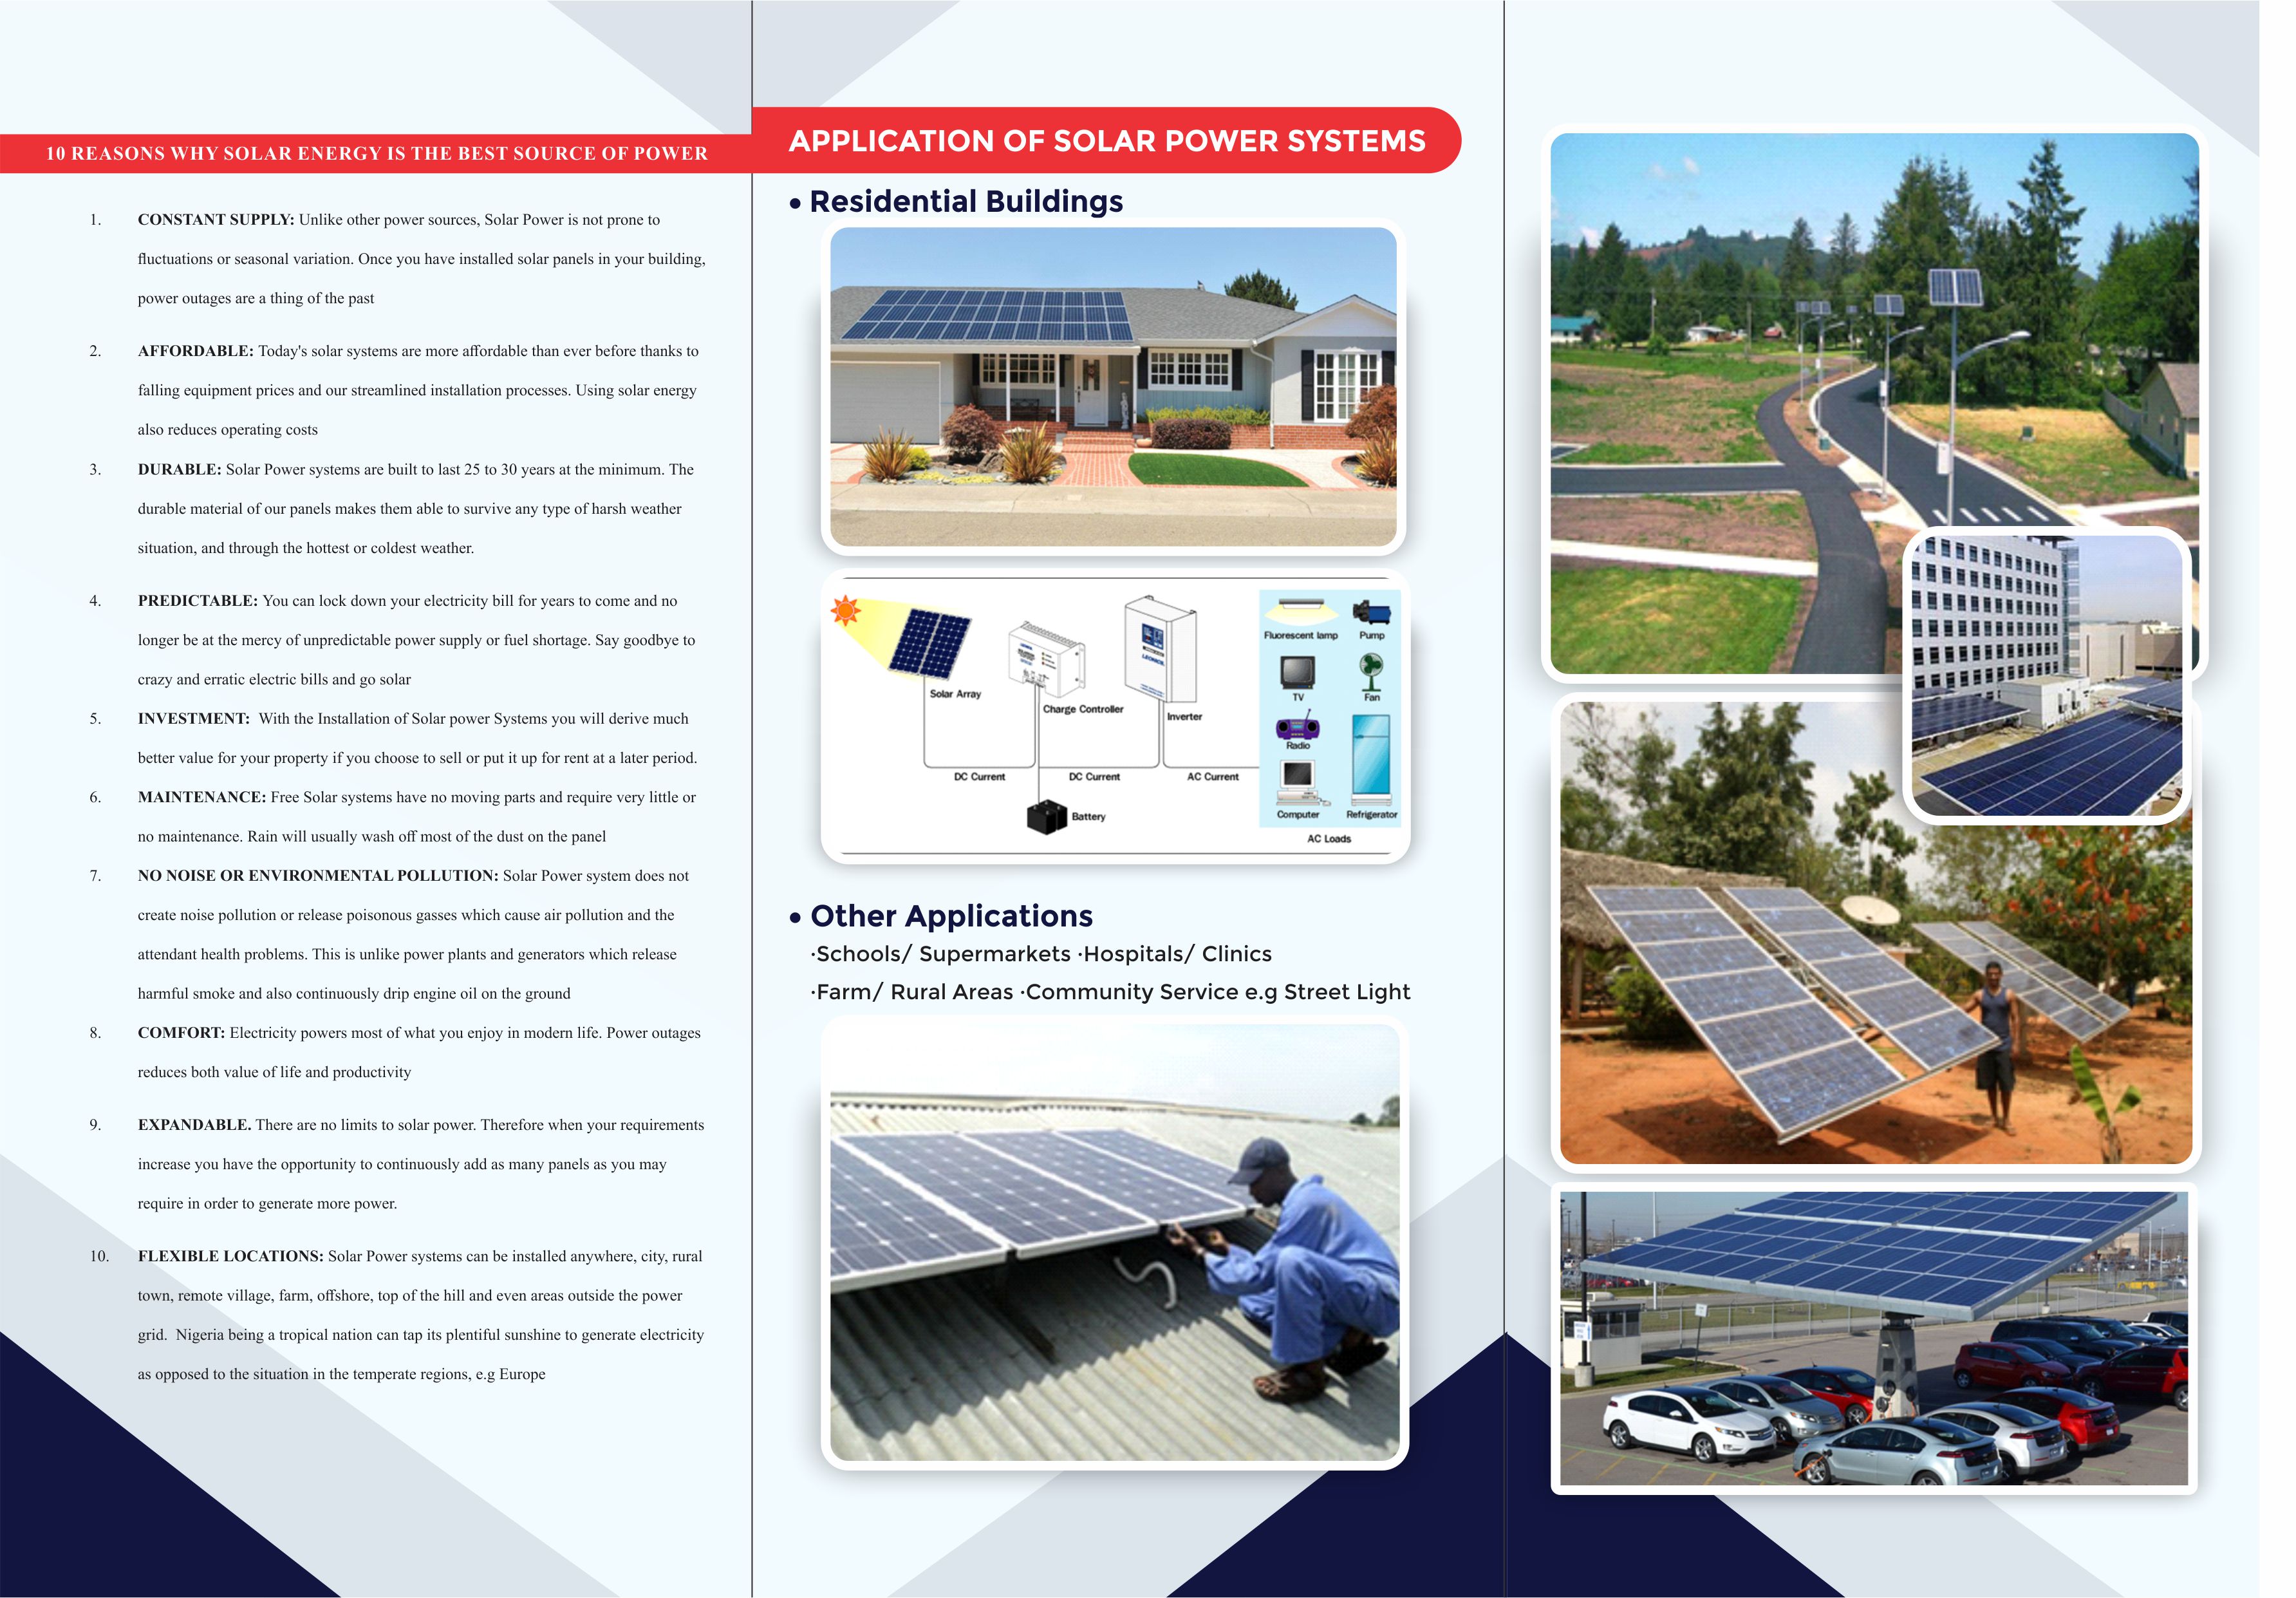 10 REASONS WHY SOLAR ENERGY IS THE BEST SOURCE OF POWER
1. CONSTANT SUPPLY: Unlike other power sources, Solar Power is not prone to
fluctuations or seasonal variation. Once you have installed solar panels in your building,
power outages are a thing of the past
2. AFFORDABLE: Today's solar systems are more affordable than ever before thanks to
falling equipment prices and our streamlined installation processes. Using solar energy
also reduces operating costs
3. DURABLE: Solar Power systems are built to last 25 to 30 years at the minimum. The
durable material of our panels makes them able to survive any type of harsh weather
situation, and through the hottest or coldest weather.
4. PREDICTABLE: You can lock down your electricity bill for years to come and no
longer be at the mercy of unpredictable power supply or fuel shortage. Say goodbye to
crazy and erratic electric bills and go solar
5. INVESTMENT: With the Installation of Solar power Systems you will derive much
better value for your property if you choose to sell or put it up for rent at a later period.
6. MAINTENANCE: Free Solar systems have no moving parts and require very little or
no maintenance. Rain will usually wash off most of the dust on the panel
7. NO NOISE OR ENVIRONMENTAL POLLUTION: Solar Power system does not
create noise pollution or release poisonous gasses which cause air pollution and the
attendant health problems. This is unlike power plants and generators which release
harmful smoke and also continuously drip engine oil on the ground
8. COMFORT: Electricity powers most of what you enjoy in modern life. Power outages
reduces both value of life and productivity
9. EXPANDABLE. There are no limits to solar power. Therefore when your requirements
increase you have the opportunity to continuously add as many panels as you may
require in order to generate more power.
10. FLEXIBLE LOCATIONS: Solar Power systems can be installed anywhere, city, rural
town, remote village, farm, offshore, top of the hill and even areas outside the power
grid. Nigeria being a tropical nation can tap its plentiful sunshine to generate electricity
as opposed to the situation in the temperate regions, e.g Europe
APPLICATION OF SOLAR POWER SYSTEMS
• Residential Buildings
Solar Array
Charge Controller
LEONICS
Inverter
DC Current
DC Current
AC Current
Battery
Fluorescent lamp
Pump
TV
Fan
Radio
Computer
Refrigerator
AC Loads
• Other Applications
·Schools/ Supermarkets ·Hospitals/ Clinics
·Farm/ Rural Areas ·Community Service e.g Street Light